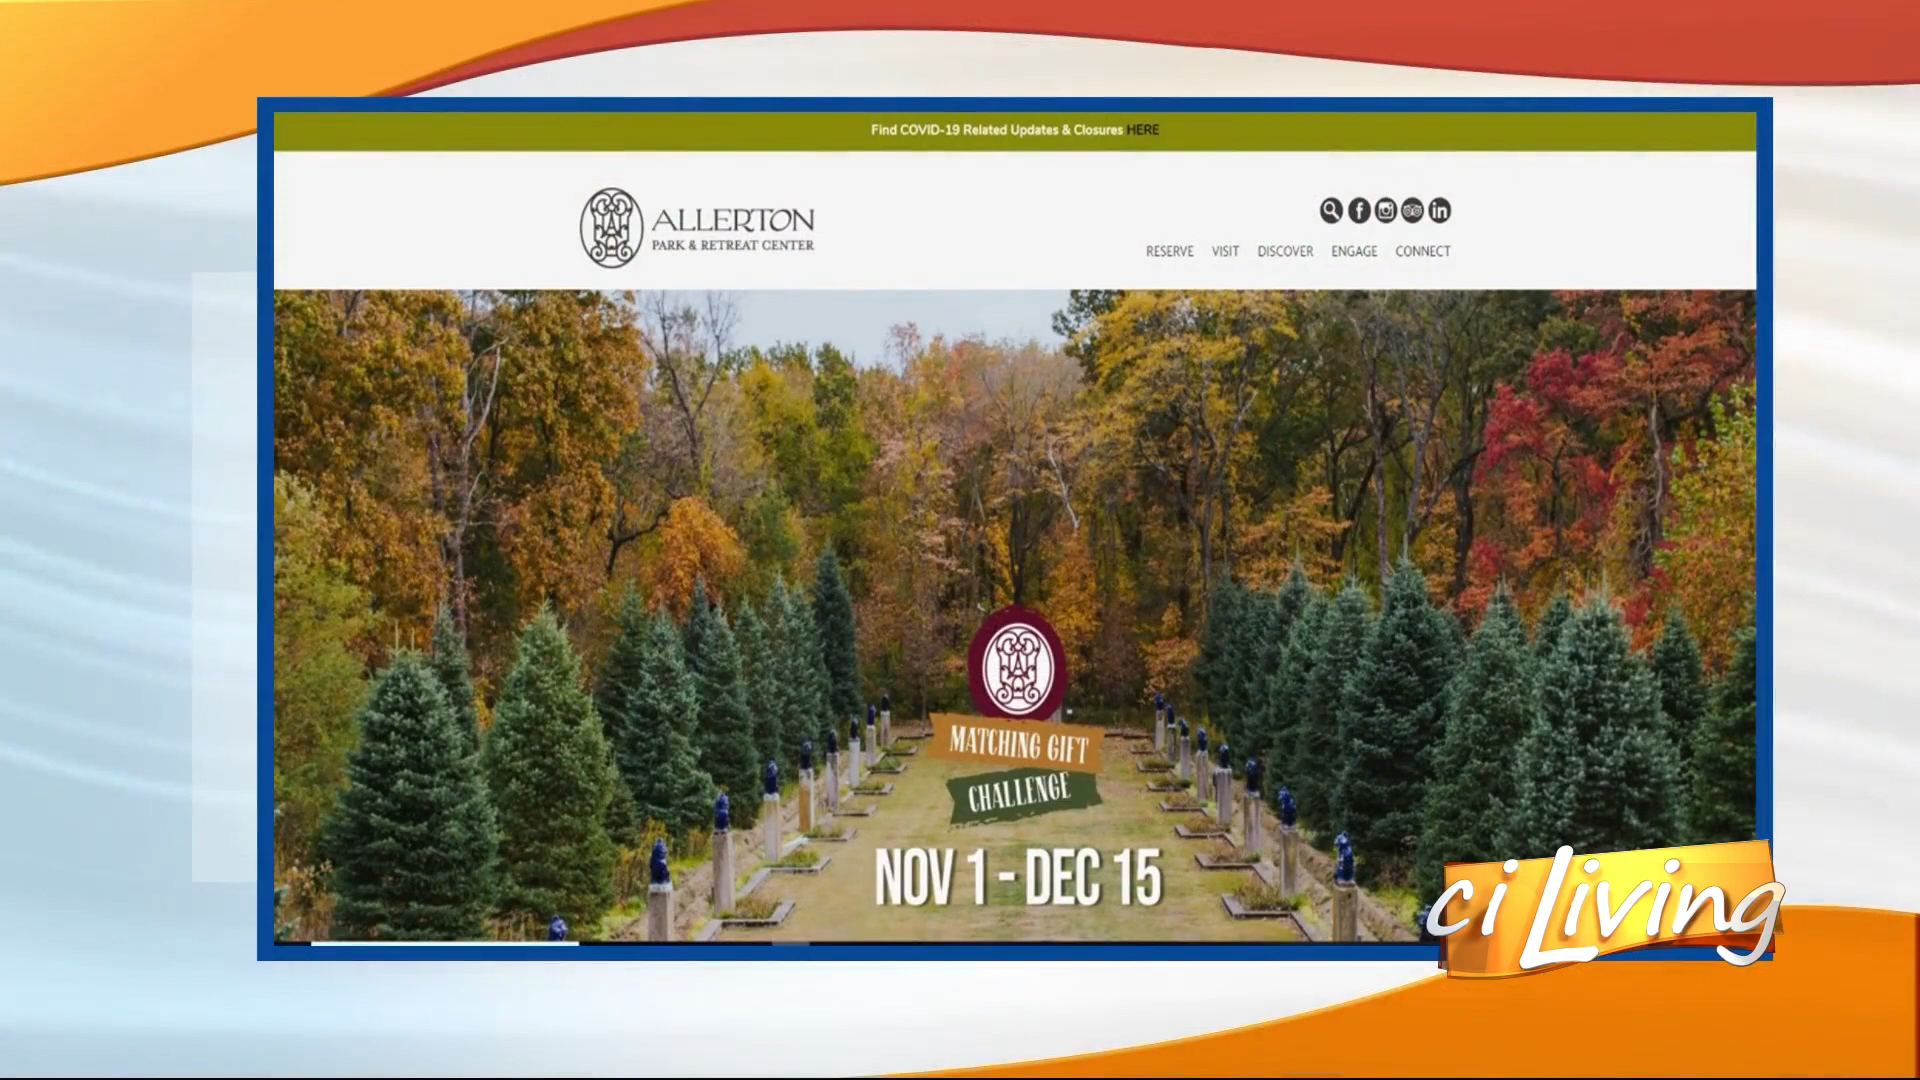 Find COVID-19 Related Updates & Closures HERE
ALLERTON
PARK & RETREAT CENTER
RESERVE VISIT DISCOVER ENGAGE CONNECT
MATCHING GIFT
CHALLENGE
NOV 1 - DEC 15
ci Living